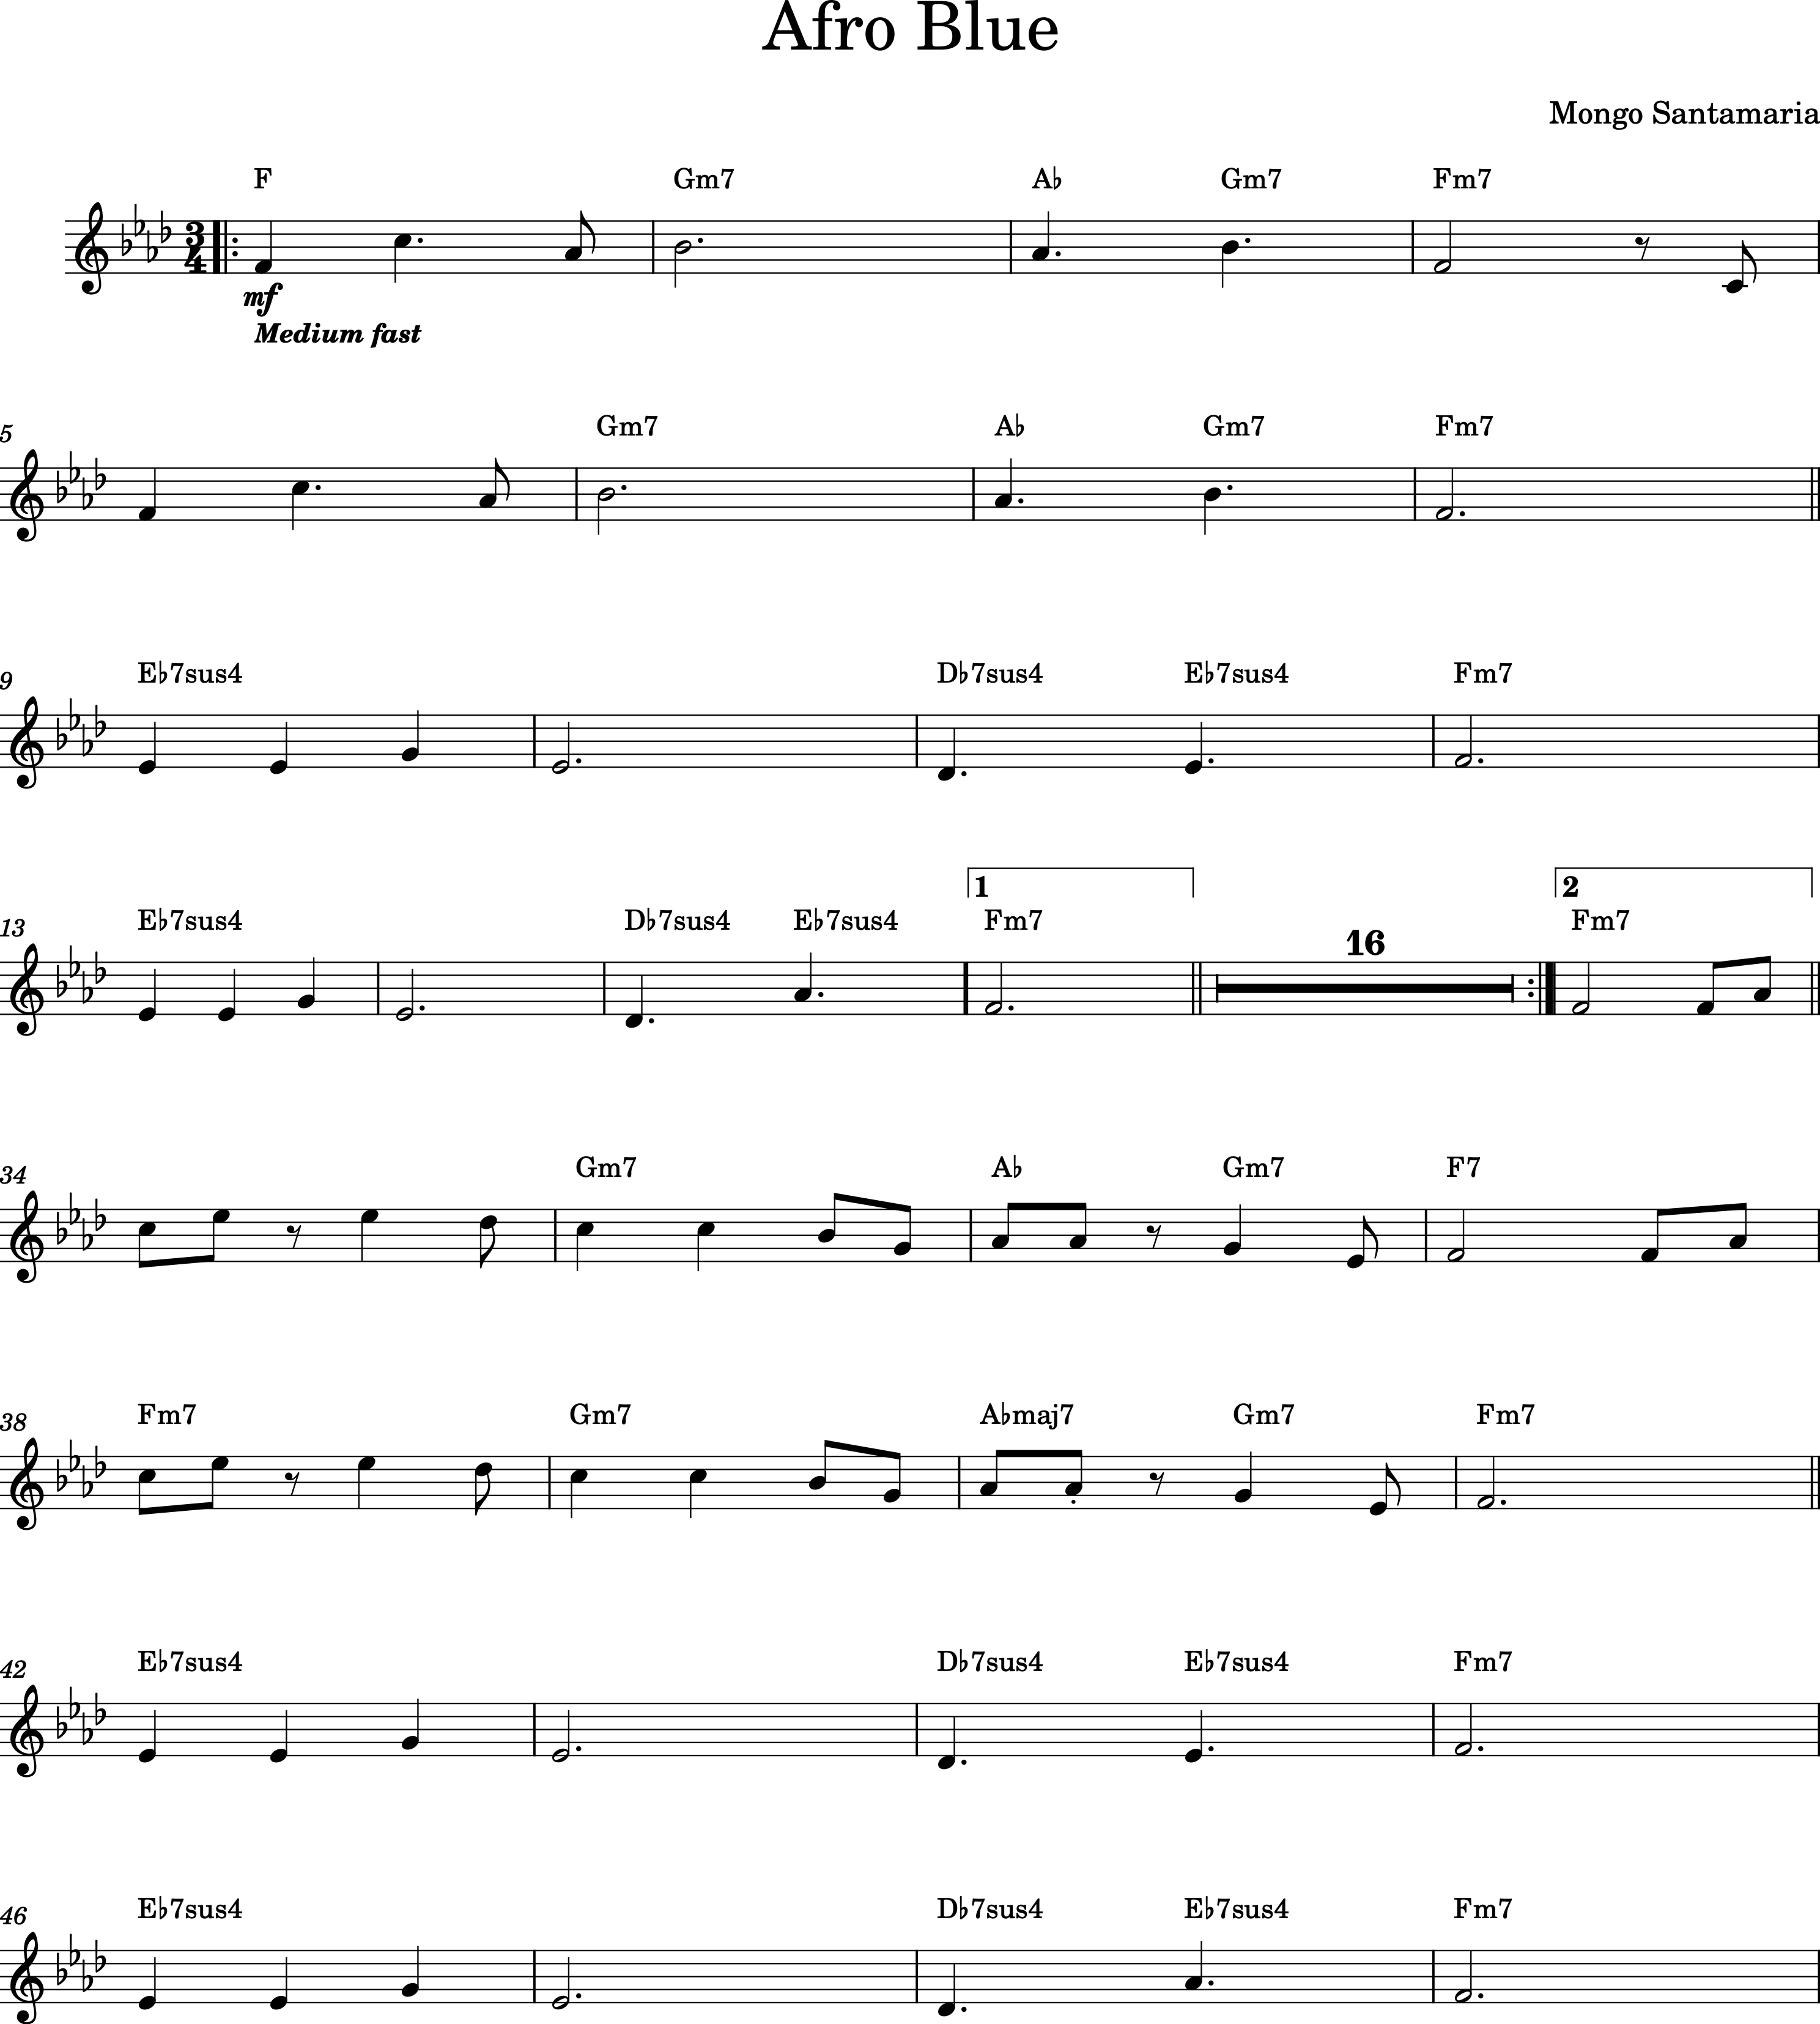 Afro Blue
Mongo Santamaria
F Gm7 A♭ Gm7 Fm7
3
4
mf
Medium fast
5
Gm7 A♭ Gm7 Fm7
9
E♭7sus4 D♭7sus4 E♭7sus4 Fm7
1 2
13
E♭7sus4 D♭7sus4 E♭7sus4 Fm7 16 Fm7
34
Gm7 A♭ Gm7 F7
38
Fm7 Gm7 A♭maj7 Gm7 Fm7
42
E♭7sus4 D♭7sus4 E♭7sus4 Fm7
46
E♭7sus4 D♭7sus4 E♭7sus4 Fm7